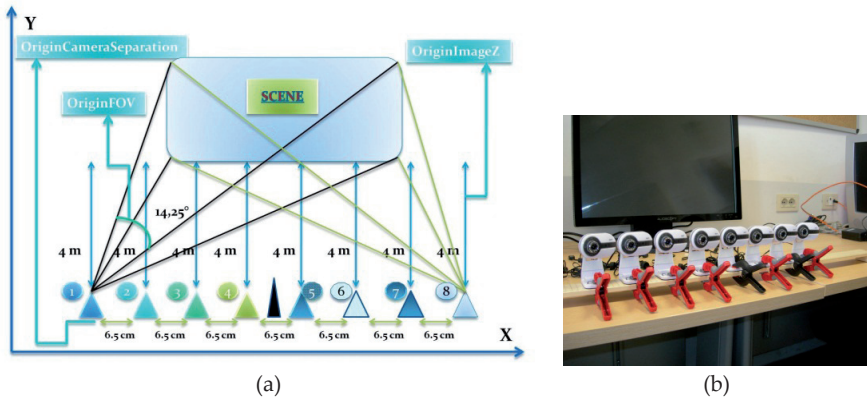 Y
OriginCameraSeparation
OriginImageZ
OriginFOV
SCENE
14,25°
4 m 4 m 4 m 4 m 4 m 4 m 4 m 4 m
1 2 3 4 5 6 7 8
6.5 cm 6.5 cm 6.5 cm 6.5 cm 6.5 cm 6.5 cm 6.5 cm
X
(a) (b)